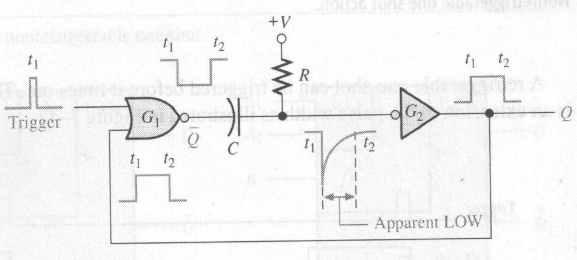 +V
t1
t1 t2
R
t1 t2
G1
G2
Q
Trigger
Q̅
C
t1 t2
t1 t2
Apparent LOW